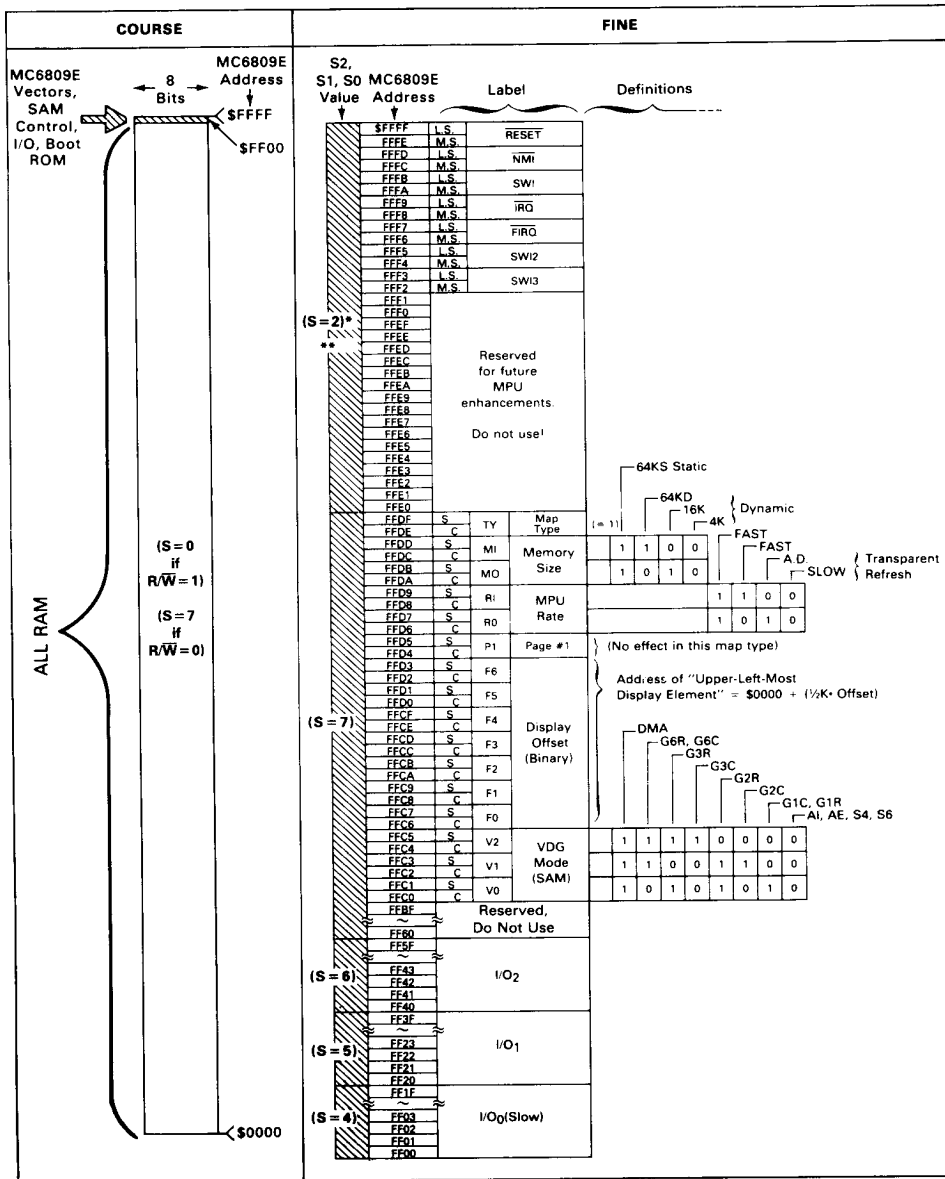 COURSE
FINE
MC6809E Vectors, SAM Control, I/O, Boot ROM
8 Bits
MC6809E Address
$FFFF
$FF00
ALL RAM
(S=0 if R/W̅=1)
(S=7 if R/W̅=0)
$0000
S2, S1, S0 Value
MC6809E Address
Label
Definitions
$FFFF L.S. R̅E̅S̅E̅T̅
FFFE M.S.
FFFD L.S. N̅M̅I̅
FFFC M.S.
FFFB L.S. SWI
FFFA M.S.
FFF9 L.S. I̅R̅Q̅
FFF8 M.S.
FFF7 L.S. F̅I̅R̅Q̅
FFF6 M.S.
FFF5 L.S. SWI2
FFF4 M.S.
FFF3 L.S. SWI3
FFF2 M.S.
FFF1
FFF0
(S=2)*
**
FFEF
FFEE
FFED
FFEC
FFEB
FFEA
FFE9
FFE8
FFE7
FFE6
FFE5
FFE4
FFE3
FFE2
FFE1
FFE0
Reserved
for future
MPU
enhancements.
Do not use!
64KS Static
64KD
16K
4K
Dynamic
FFDF S TY Map Type (= 1)
FFDE C
FAST
FAST
A.D.
SLOW
Transparent Refresh
FFDD S MI Memory Size 1 1 0 0
FFDC C
FFDB S MO 1 0 1 0
FFDA C
FFD9 S RI MPU Rate 1 1 0 0
FFD8 C
FFD7 S R0 1 0 1 0
FFD6 C
FFD5 S P1 Page #1 (No effect in this map type)
FFD4 C
(S=7)
FFD3 S F6
FFD2 C
FFD1 S F5
FFD0 C
FFCF S F4
FFCE C
FFCD S F3
FFCC C
FFCB S F2
FFCA C
FFC9 S F1
FFC8 C
FFC7 S F0
FFC6 C
Display Offset (Binary)
Address of "Upper-Left-Most
Display Element" = $0000 + (½K• Offset)
DMA
G6R, G6C
G3R
G3C
G2R
G2C
G1C, G1R
AI, AE, S4, S6
FFC5 S V2 VDG Mode (SAM) 1 1 1 1 0 0 0 0
FFC4 C
FFC3 S V1 1 1 0 0 1 1 0 0
FFC2 C
FFC1 S V0 1 0 1 0 1 0 1 0
FFC0 C
FFBF Reserved,
~ Do Not Use
FF60
FF5F
~
(S=6)
FF43 I/O₂
FF42
FF41
FF40
FF3F
~
(S=5)
FF23 I/O₁
FF22
FF21
FF20
FF1F
~
(S=4)
FF03 I/O₀(Slow)
FF02
FF01
FF00